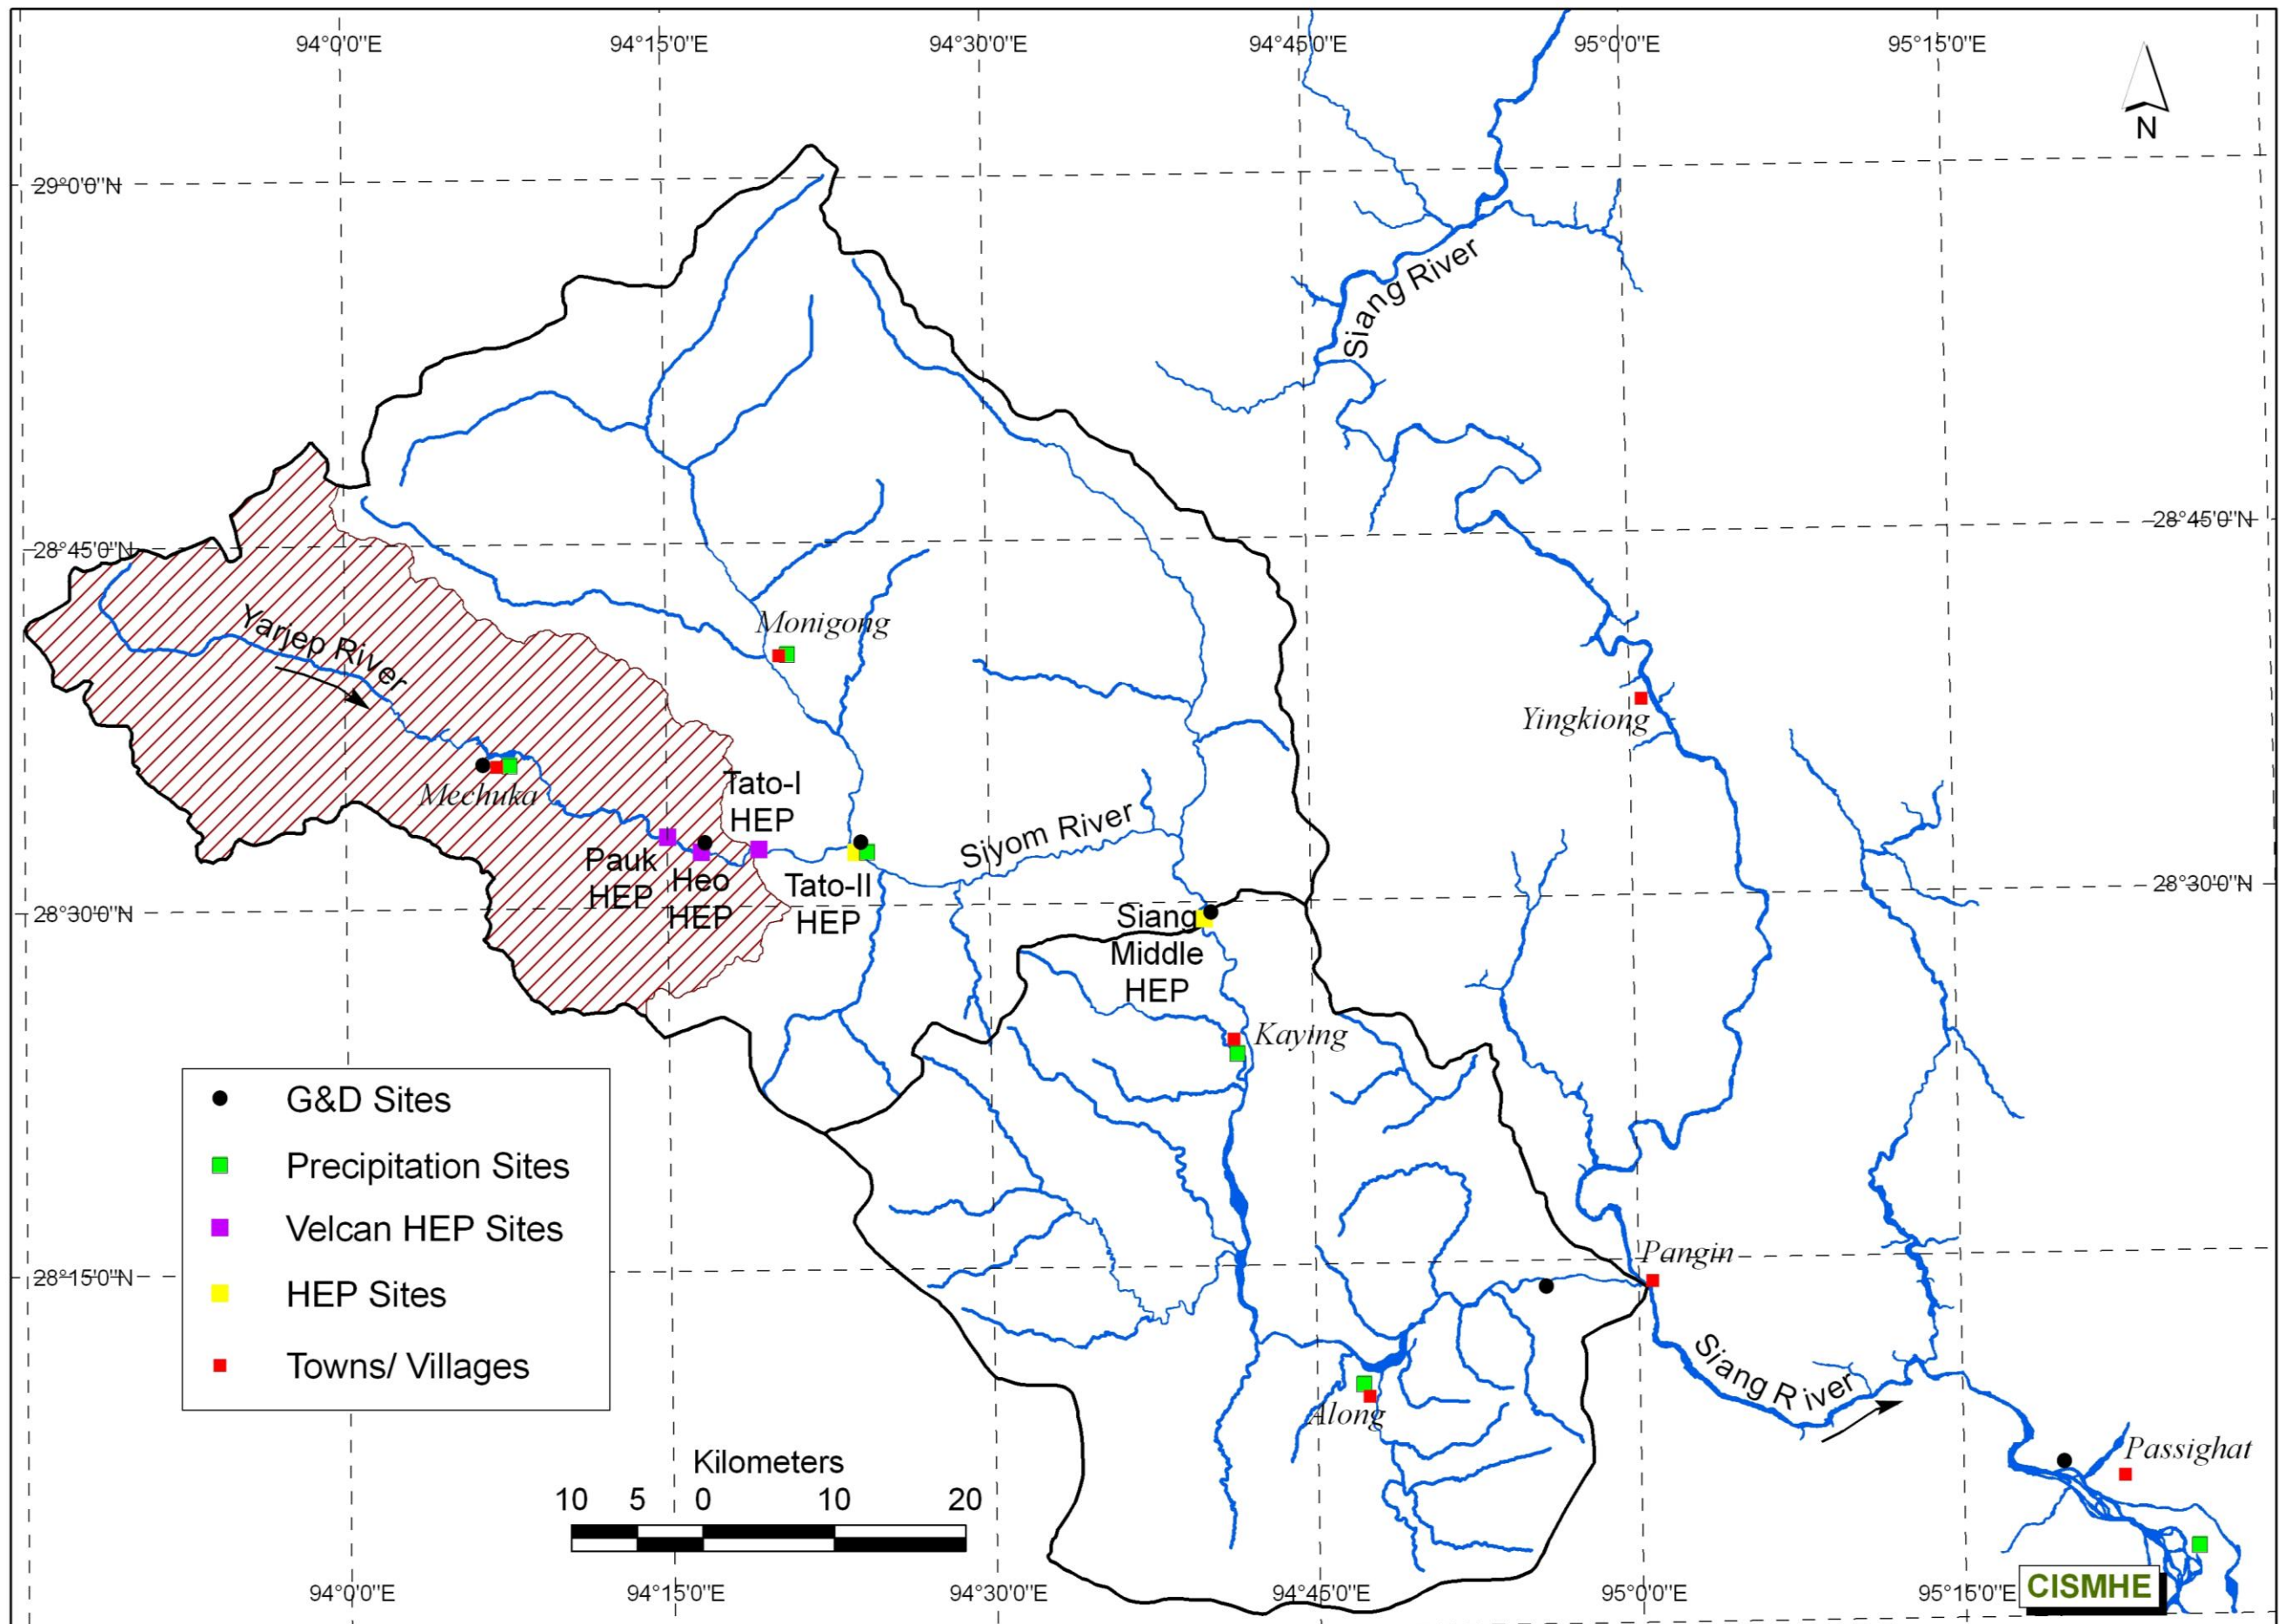 94°0'0"E
94°15'0"E
94°30'0"E
94°45'0"E
95°0'0"E
95°15'0"E
N
29°0'0"N
Siang River
28°45'0"N
28°45'0"N
Yarjep River
Monigong
Yingkiong
Mechuka
Tato-I
HEP
Siyom River
Pauk
HEP
Heo
HEP
Tato-II
HEP
28°30'0"N
28°30'0"N
Siang
Middle
HEP
Kaying
G&D Sites
Precipitation Sites
Velcan HEP Sites
HEP Sites
Towns/ Villages
28°15'0"N
Pangin
Siang River
Along
Passighat
Kilometers
10 5 0 10 20
94°0'0"E
94°15'0"E
94°30'0"E
94°45'0"E
95°0'0"E
95°15'0"E
CISMHE